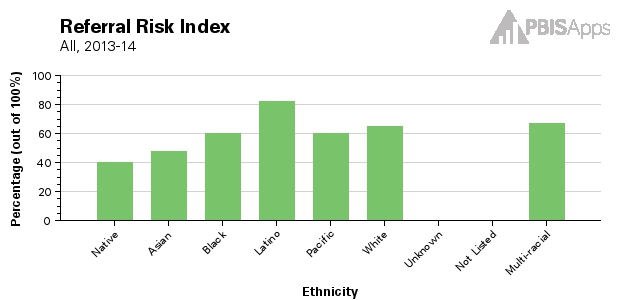 Referral Risk Index
All, 2013-14
PBISApps
Percentage (out of 100%)
100
80
60
40
20
0
Native
Asian
Black
Latino
Pacific
White
Unknown
Not Listed
Multi-racial
Ethnicity